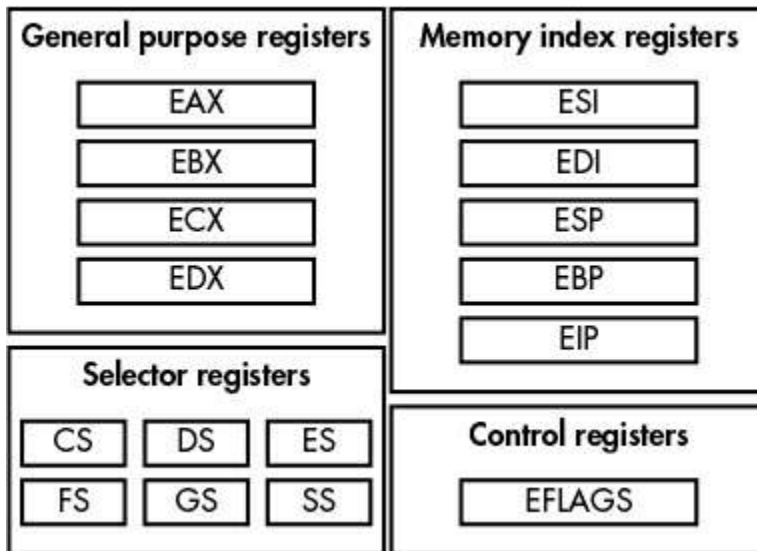 General purpose registers
EAX
EBX
ECX
EDX
Memory index registers
ESI
EDI
ESP
EBP
EIP
Selector registers
CS DS ES
FS GS SS
Control registers
EFLAGS